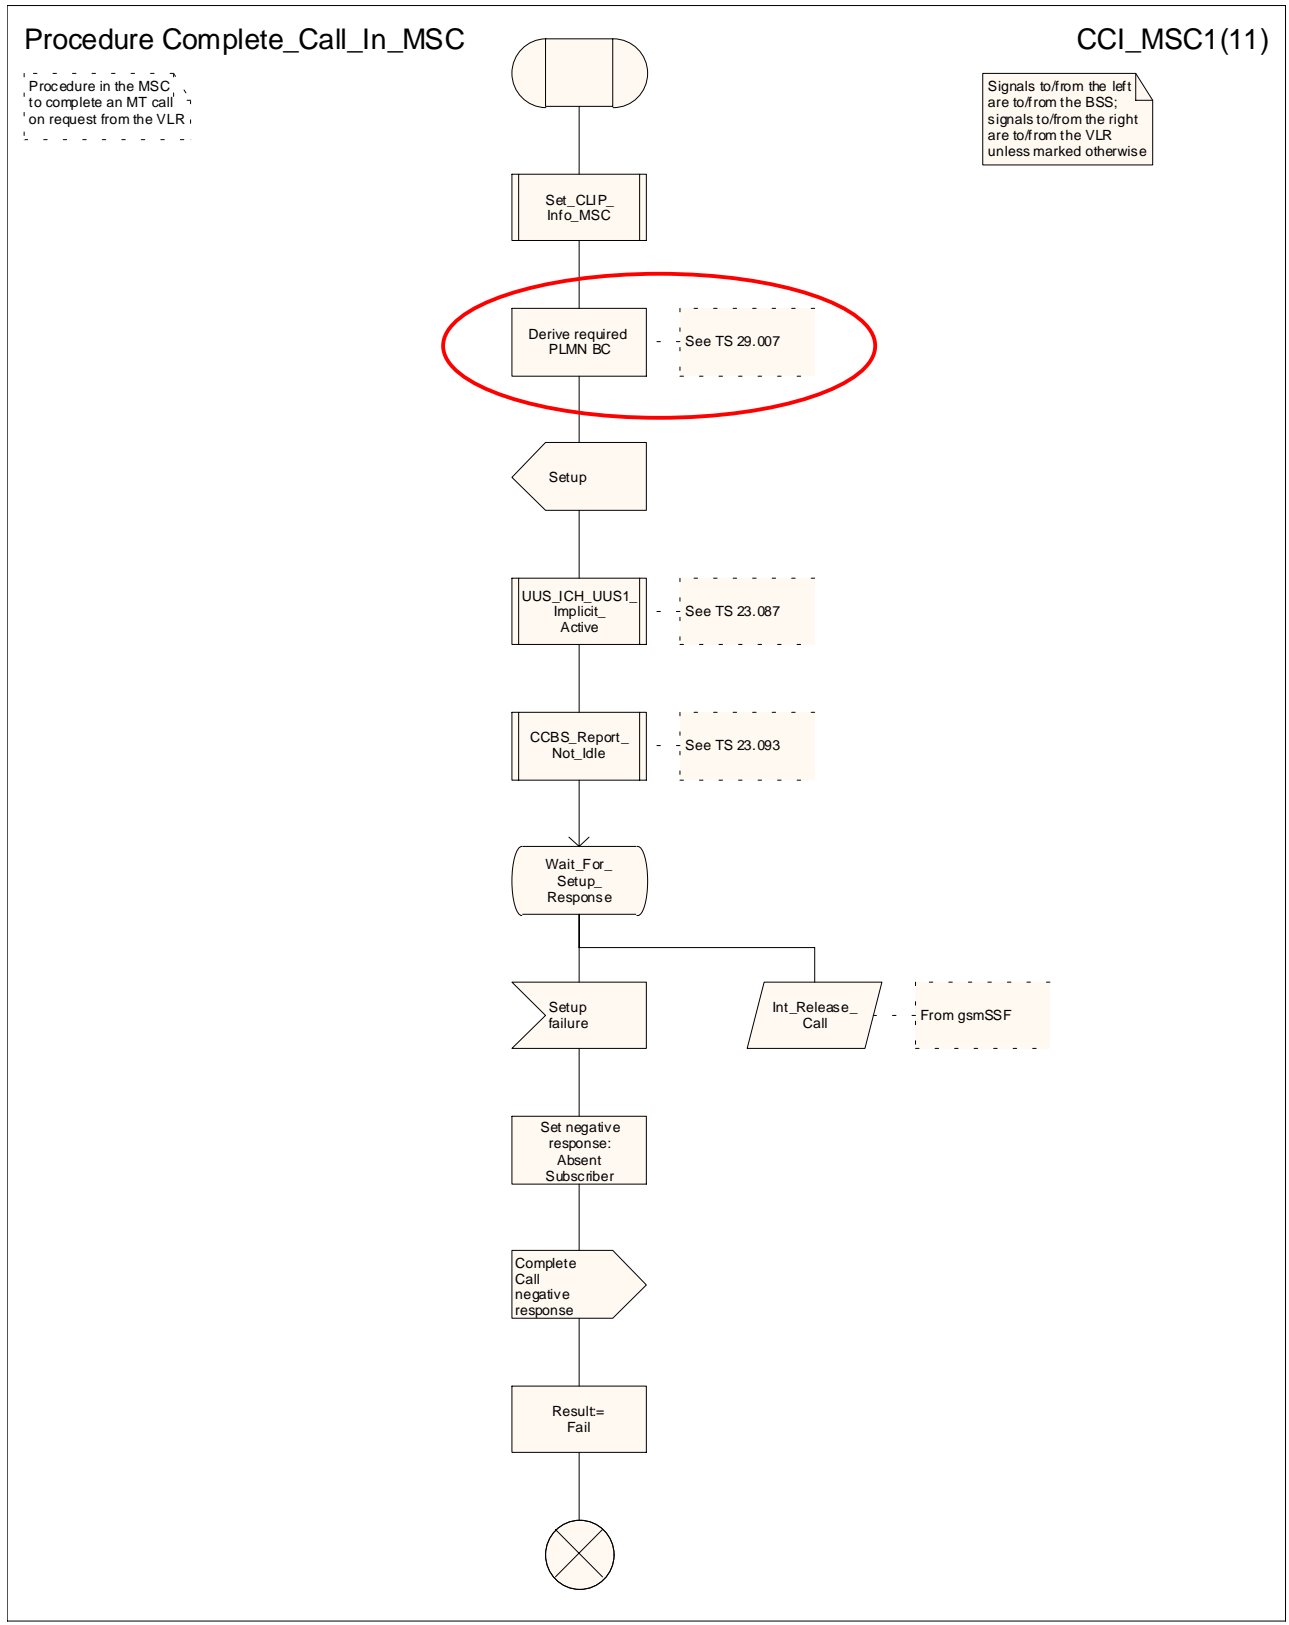 Procedure Complete_Call_In_MSC
CCI_MSC1(11)
Procedure in the MSC
to complete an MT call
on request from the VLR
Signals to/from the left
are to/from the BSS;
signals to/from the right
are to/from the VLR
unless marked otherwise
Set_CLIP_
Info_MSC
Derive required
PLMN BC
See TS 29.007
Setup
UUS_ICH_UUS1_
Implicit_
Active
See TS 23.087
CCBS_Report_
Not_Idle
See TS 23.093
Wait_For_
Setup_
Response
Setup
failure
Int_Release_
Call
From gsmSSF
Set negative
response:
Absent
Subscriber
Complete
Call
negative
response
Result:=
Fail